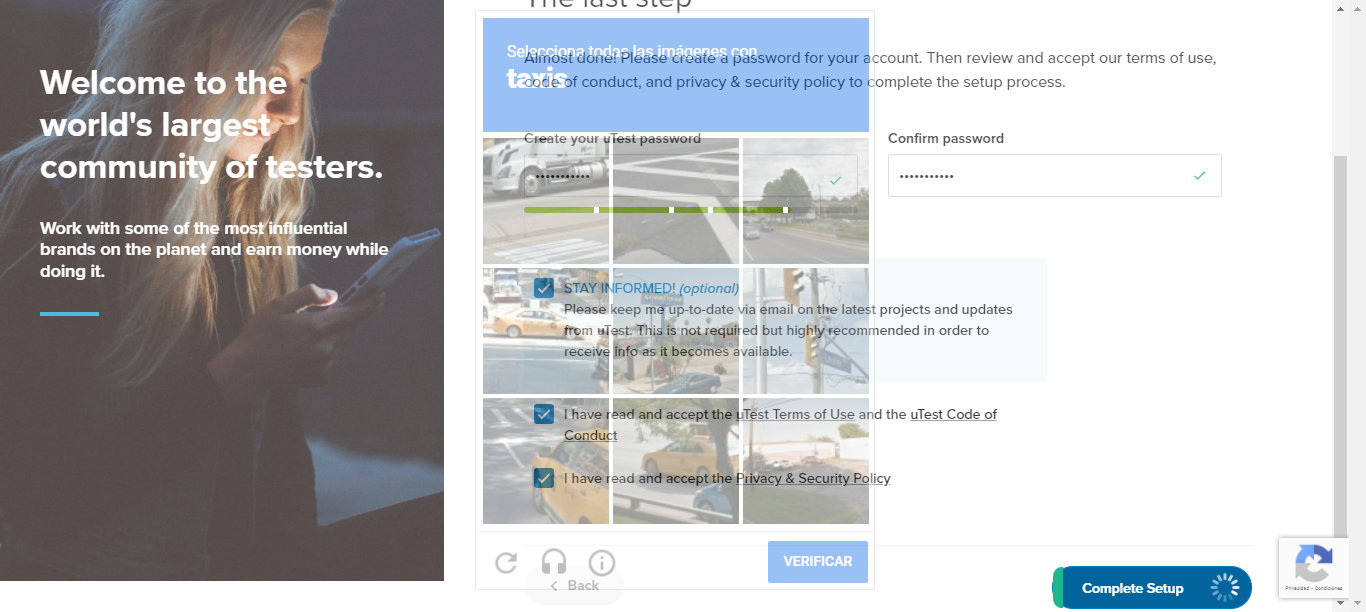 The last step
Welcome to the
world's largest
community of testers.
Work with some of the most influential
brands on the planet and earn money while
doing it.
Selecciona todas las imágenes con
taxis
Almost done! Please create a password for your account. Then review and accept our terms of use,
code of conduct, and privacy & security policy to complete the setup process.
Create your uTest password
Confirm password
•••••••••••
•••••••••••
STAY INFORMED! (optional)
Please keep me up-to-date via email on the latest projects and updates
from uTest. This is not required but highly recommended in order to
receive info as it becomes available.
I have read and accept the uTest Terms of Use and the uTest Code of
Conduct
I have read and accept the Privacy & Security Policy
VERIFICAR
Back
Complete Setup
Privacidad - Condiciones